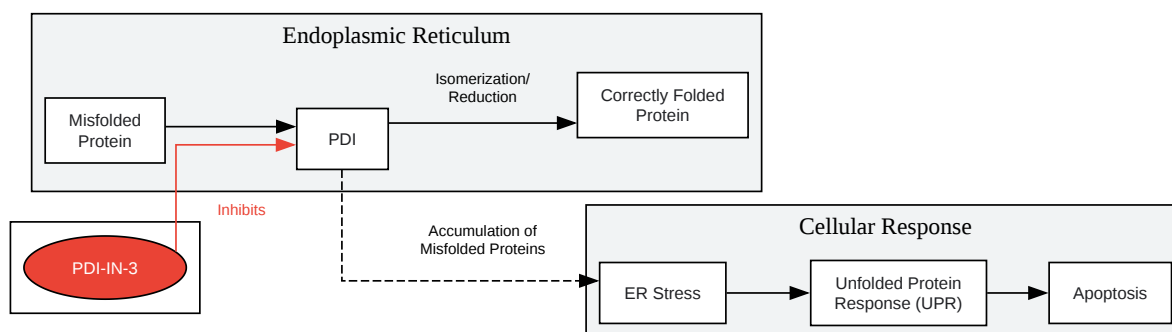 Endoplasmic Reticulum
Misfolded
Protein
PDI
Isomerization/
Reduction
Correctly Folded
Protein
Inhibits
PDI-IN-3
Accumulation of
Misfolded Proteins
Cellular Response
ER Stress
Unfolded Protein
Response (UPR)
Apoptosis